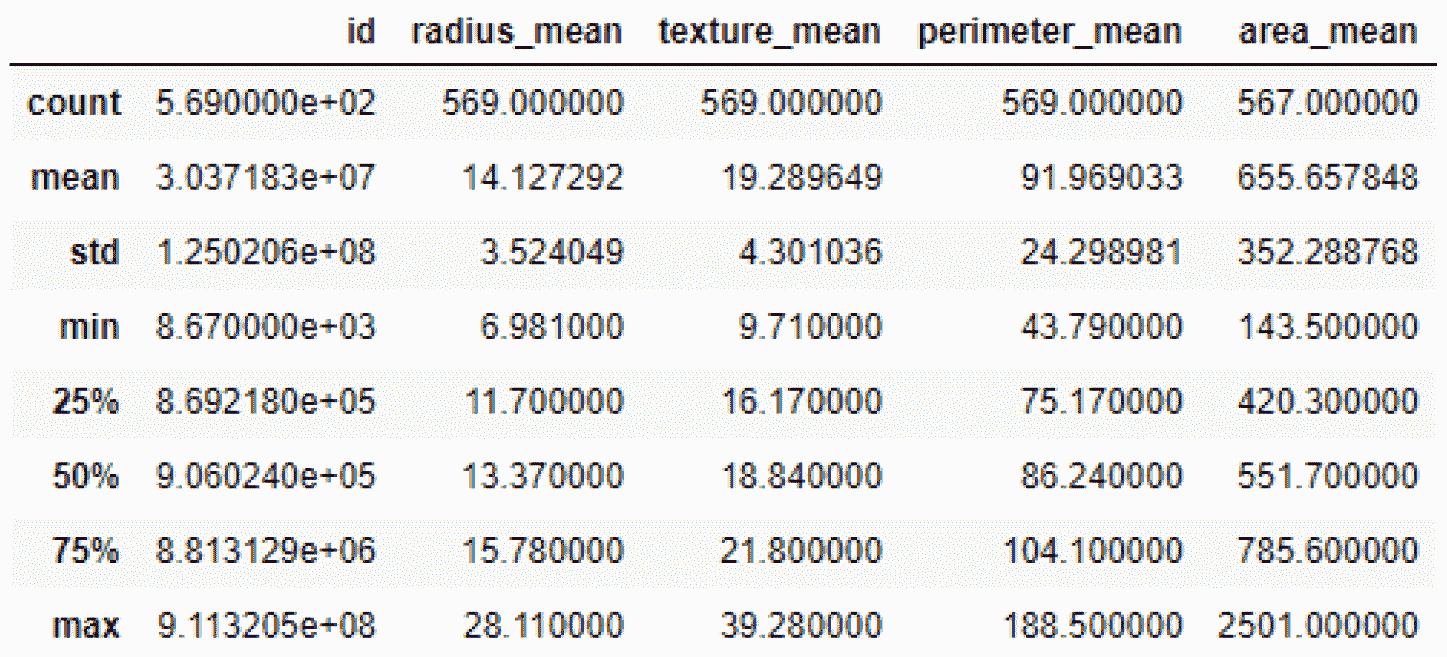 id radius_mean texture_mean perimeter_mean area_mean
count 5.690000e+02 569.000000 569.000000 569.000000 567.000000
mean 3.037183e+07 14.127292 19.289649 91.969033 655.657848
std 1.250206e+08 3.524049 4.301036 24.298981 352.288768
min 8.670000e+03 6.981000 9.710000 43.790000 143.500000
25% 8.692180e+05 11.700000 16.170000 75.170000 420.300000
50% 9.060240e+05 13.370000 18.840000 86.240000 551.700000
75% 8.813129e+06 15.780000 21.800000 104.100000 785.600000
max 9.113205e+08 28.110000 39.280000 188.500000 2501.000000